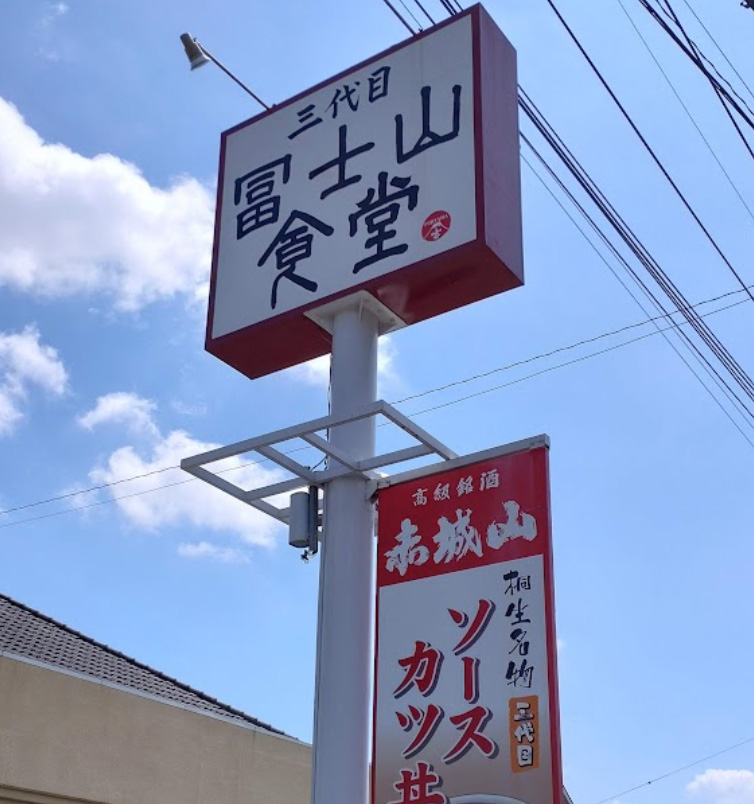 三代目
冨士山
食堂
高級銘酒
赤城山
桐生名物
三代目
ソース
カツ丼